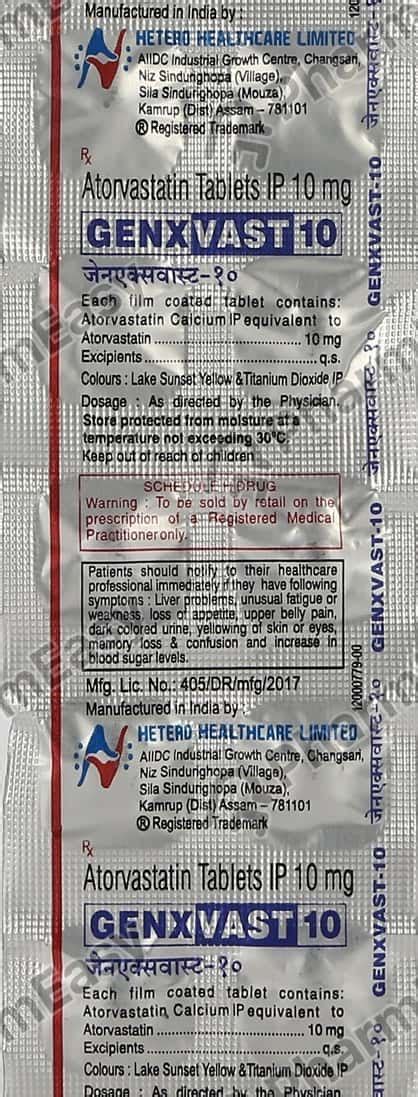 Manufactured in India by :
HETERO HEALTHCARE LIMITED
AIIDC Industrial Growth Centre, Changsari,
Niz Sindurighopa (Village),
Sila Sindurighopa (Mouza),
Kamrup (Dist) Assam – 781101
® Registered Trademark
Rx
Atorvastatin Tablets IP 10 mg
GENXVAST 10
जेनएक्सवास्ट-१०
Each film coated tablet contains:
Atorvastatin Calcium IP equivalent to
Atorvastatin ........................................ 10 mg
Excipients ............................................. q.s.
Colours : Lake Sunset Yellow & Titanium Dioxide IP
Dosage : As directed by the Physician.
Store protected from moisture at a
temperature not exceeding 30°C.
Keep out of reach of children
SCHEDULE H DRUG
Warning : To be sold by retail on the
prescription of a Registered Medical
Practitioner only.
Patients should notify to their healthcare
professional immediately if they have following
symptoms : Liver problems, unusual fatigue or
weakness, loss of appetite, upper belly pain,
dark colored urine, yellowing of skin or eyes,
memory loss & confusion and increase in
blood sugar levels.
Mfg. Lic. No.: 405/DR/mfg/2017
Manufactured in India by :
HETERO HEALTHCARE LIMITED
AIIDC Industrial Growth Centre, Changsari,
Niz Sindurighopa (Village),
Sila Sindurighopa (Mouza),
Kamrup (Dist) Assam – 781101
® Registered Trademark
Rx
Atorvastatin Tablets IP 10 mg
GENXVAST 10
जेनएक्सवास्ट-१०
Each film coated tablet contains:
Atorvastatin Calcium IP equivalent to
Atorvastatin ........................................ 10 mg
Excipients ............................................. q.s.
Colours : Lake Sunset Yellow & Titanium Dioxide IP
Dosage : As directed by the Physician.
जेनएक्सवास्ट-१०
GENXVAST-10
जेनएक्सवास्ट-१०
GENXVAST-10
जेनएक्सवास्ट-१०
GENXVAST-10
12000779-00